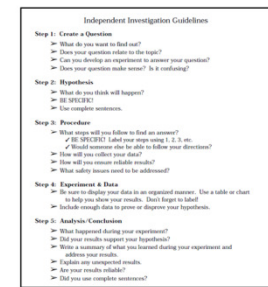 Independent Investigation Guidelines
Step 1: Create a Question
➢ What do you want to find out?
➢ Does your question relate to the topic?
➢ Can you develop an experiment to answer your question?
➢ Does your question make sense? Is it confusing?
Step 2: Hypothesis
➢ What do you think will happen?
➢ BE SPECIFIC!
➢ Use complete sentences.
Step 3: Procedure
➢ What steps will you follow to find an answer?
✓ BE SPECIFIC! Label your steps using 1, 2, 3, etc.
✓ Would someone else be able to follow your directions?
➢ How will you collect your data?
➢ How will you ensure reliable results?
➢ What safety issues need to be addressed?
Step 4: Experiment & Data
➢ Be sure to display your data in an organized manner. Use a table or chart
to help you show your results. Don't forget to label!
➢ Include enough data to prove or disprove your hypothesis.
Step 5: Analysis/Conclusion
➢ What happened during your experiment?
➢ Did your results support your hypothesis?
➢ Write a summary of what you learned during your experiment and
address your results.
➢ Explain any unexpected results.
➢ Are your results reliable?
➢ Did you use complete sentences?